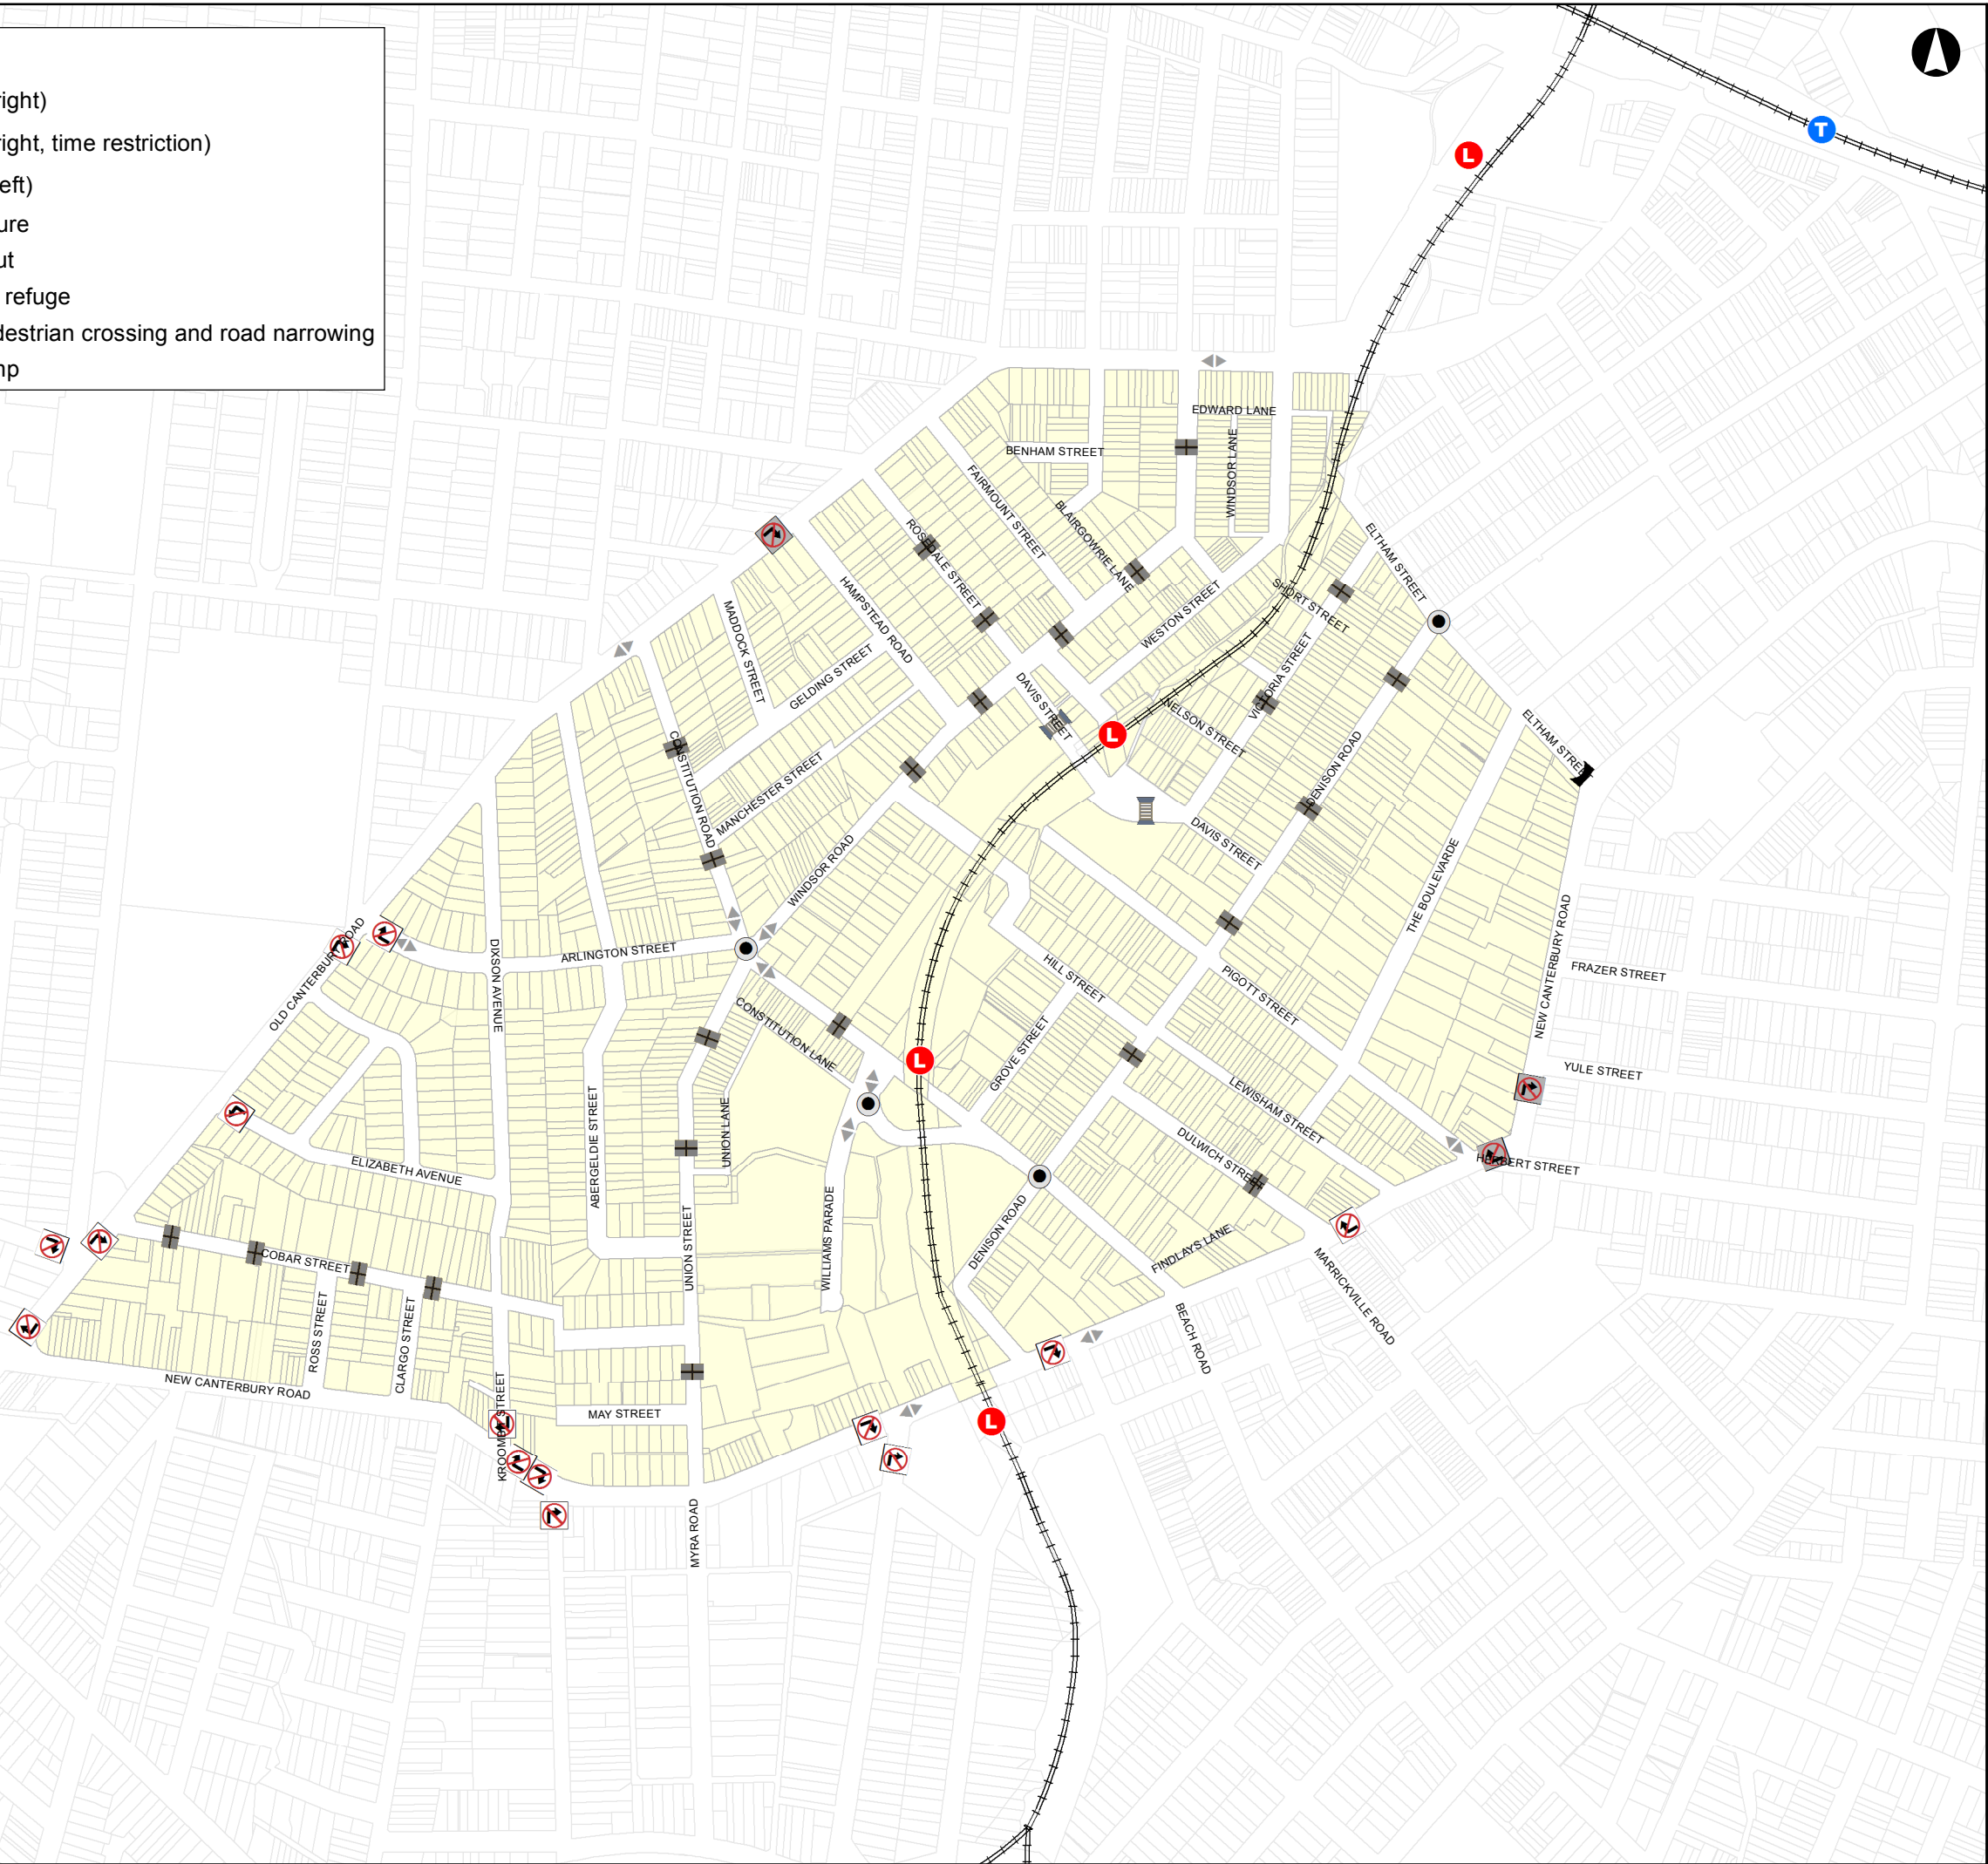 right)
right, time restriction)
eft)
ure
ut
refuge
destrian crossing and road narrowing
np
T
L
EDWARD LANE
BENHAM STREET
WINDSOR LANE
FAIRMOUNT STREET
BLAIRGOWRIE LANE
ROSEDALE STREET
ELTHAM STREET
SHORT STREET
HAMPSTEAD ROAD
MADDOCK STREET
WESTON STREET
GELDING STREET
VICTORIA STREET
DAVIS STREET
NELSON STREET
L
ELTHAM STREET
CONSTITUTION ROAD
MANCHESTER STREET
DENISON ROAD
WINDSOR ROAD
DAVIS STREET
THE BOULEVARDE
NEW CANTERBURY ROAD
OLD CANTERBURY ROAD
DIXSON AVENUE
ARLINGTON STREET
HILL STREET
PIGOTT STREET
FRAZER STREET
CONSTITUTION LANE
L
GROVE STREET
YULE STREET
LEWISHAM STREET
ABERGELDIE STREET
UNION LANE
DULWICH STREET
HERBERT STREET
ELIZABETH AVENUE
UNION STREET
WILLIAMS PARADE
DENISON ROAD
FINDLAYS LANE
COBAR STREET
MARRICKVILLE ROAD
ROSS STREET
CLARGO STREET
BEACH ROAD
NEW CANTERBURY ROAD
KROOMBIT STREET
MAY STREET
L
MYRA ROAD